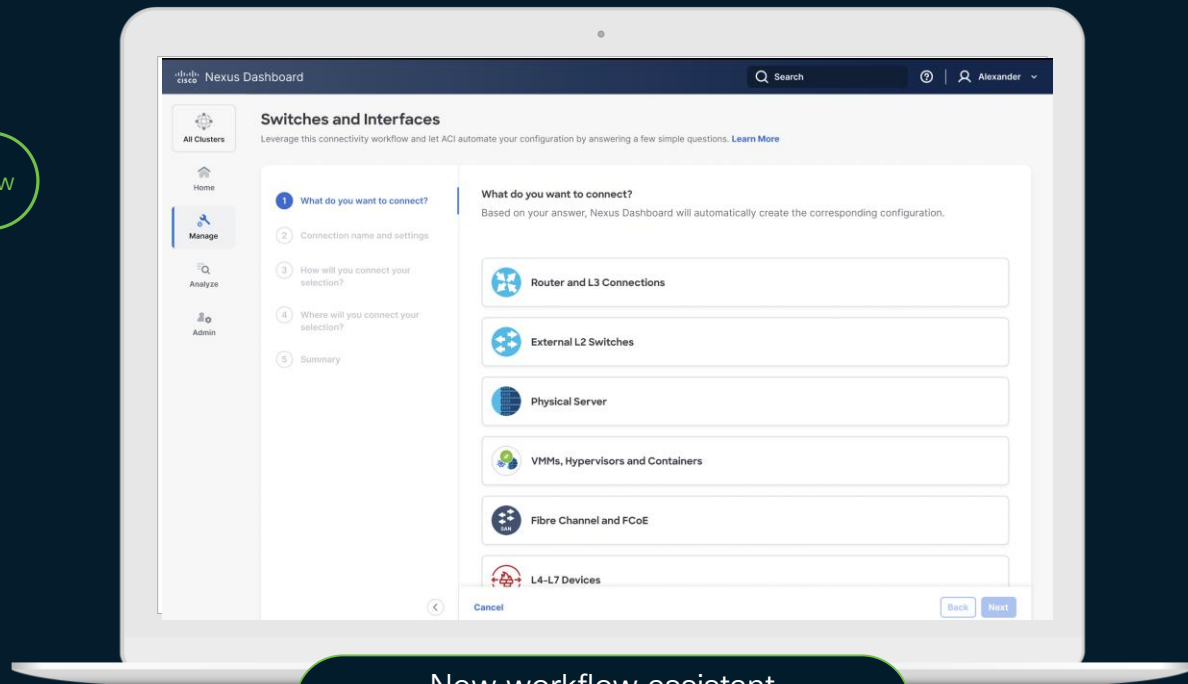 cisco Nexus Dashboard
Search
Alexander
All Clusters
Home
Manage
Analyze
Admin
Switches and Interfaces
Leverage this connectivity workflow and let ACI automate your configuration by answering a few simple questions. Learn More
1 What do you want to connect?
2 Connection name and settings
3 How will you connect your
selection?
4 Where will you connect your
selection?
5 Summary
What do you want to connect?
Based on your answer, Nexus Dashboard will automatically create the corresponding configuration.
Router and L3 Connections
External L2 Switches
Physical Server
VMMs, Hypervisors and Containers
SAN
Fibre Channel and FCoE
L4-L7 Devices
Cancel
Back
Next
New workflow assistant